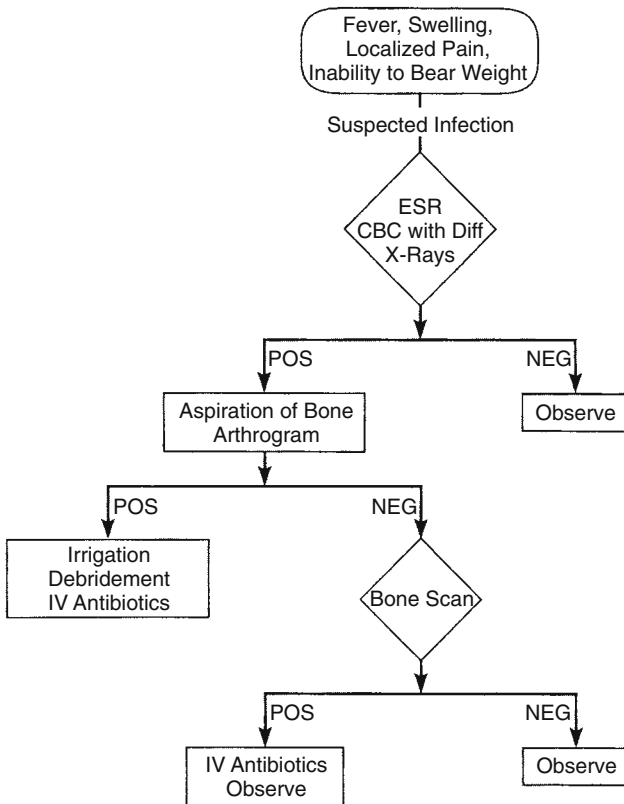 Fever, Swelling,
Localized Pain,
Inability to Bear Weight
Suspected Infection
ESR
CBC with Diff
X-Rays
POS
NEG
Aspiration of Bone
Arthrogram
Observe
POS
NEG
Irrigation
Debridement
IV Antibiotics
Bone Scan
POS
NEG
IV Antibiotics
Observe
Observe